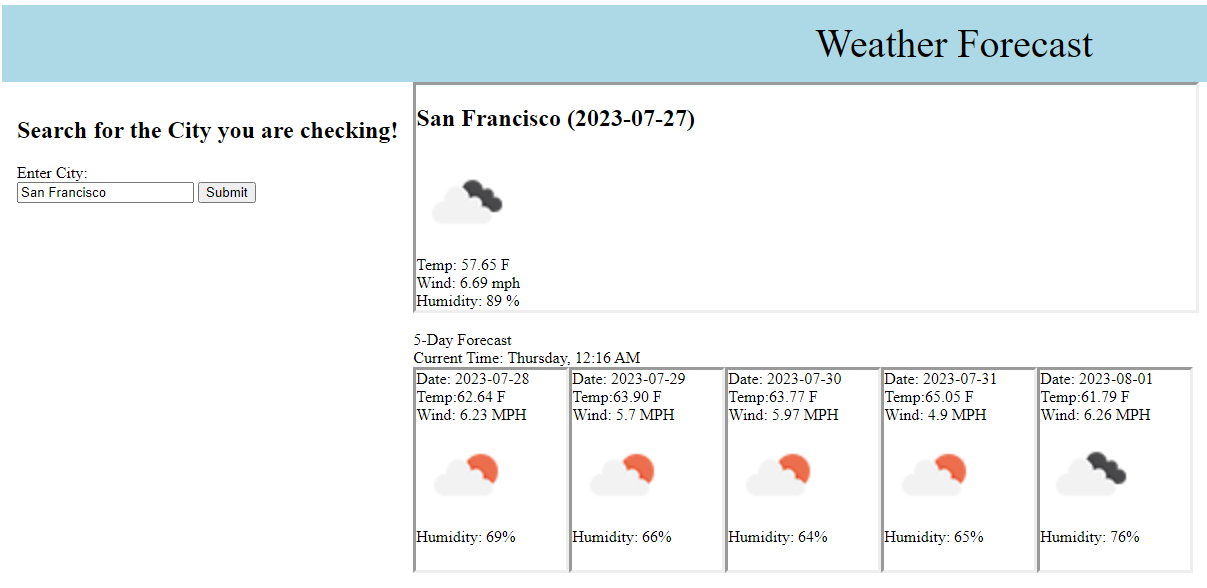 Weather Forecast
Search for the City you are checking!
Enter City:
San Francisco Submit
San Francisco (2023-07-27)
Temp: 57.65 F
Wind: 6.69 mph
Humidity: 89 %
5-Day Forecast
Current Time: Thursday, 12:16 AM
Date: 2023-07-28
Temp:62.64 F
Wind: 6.23 MPH
Humidity: 69%
Date: 2023-07-29
Temp:63.90 F
Wind: 5.7 MPH
Humidity: 66%
Date: 2023-07-30
Temp:63.77 F
Wind: 5.97 MPH
Humidity: 64%
Date: 2023-07-31
Temp:65.05 F
Wind: 4.9 MPH
Humidity: 65%
Date: 2023-08-01
Temp:61.79 F
Wind: 6.26 MPH
Humidity: 76%